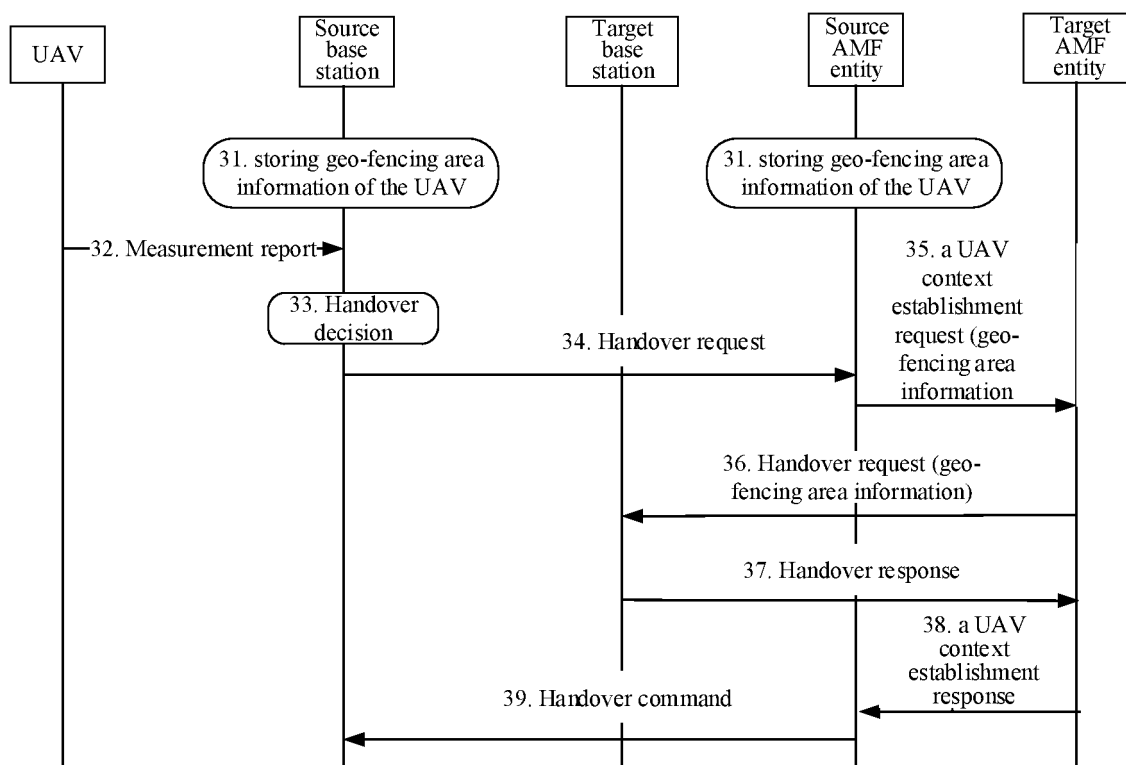 UAV
Source
base
station
Target
base
station
Source
AMF
entity
Target
AMF
entity
31. storing geo-fencing area
information of the UAV
31. storing geo-fencing area
information of the UAV
32. Measurement report
33. Handover
decision
34. Handover request
35. a UAV
context
establishment
request (geo-
fencing area
information
36. Handover request (geo-
fencing area information)
37. Handover response
38. a UAV
context
establishment
response
39. Handover command